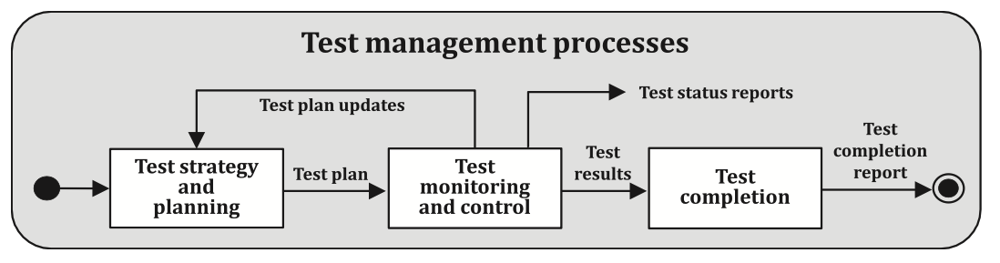 Test management processes
Test plan updates
Test status reports
Test strategy
and
planning
Test plan
Test
monitoring
and control
Test
results
Test
completion
Test
completion
report